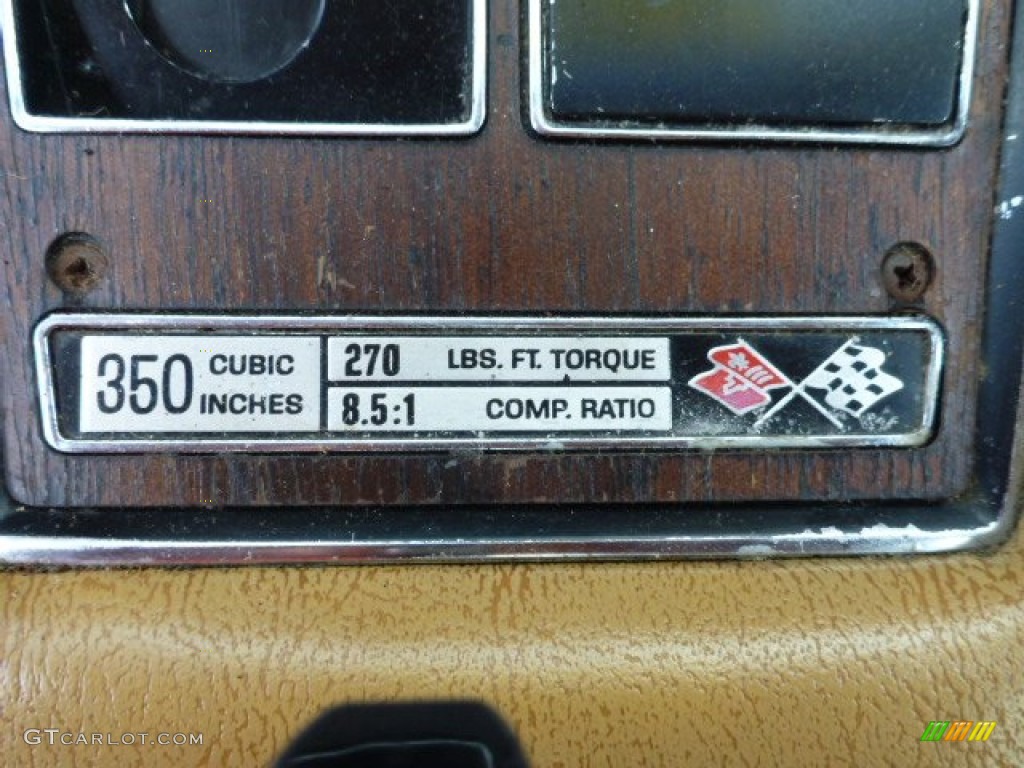 350 CUBIC INCHES
270 LBS. FT. TORQUE
8.5:1 COMP. RATIO
GTCARLOT.COM